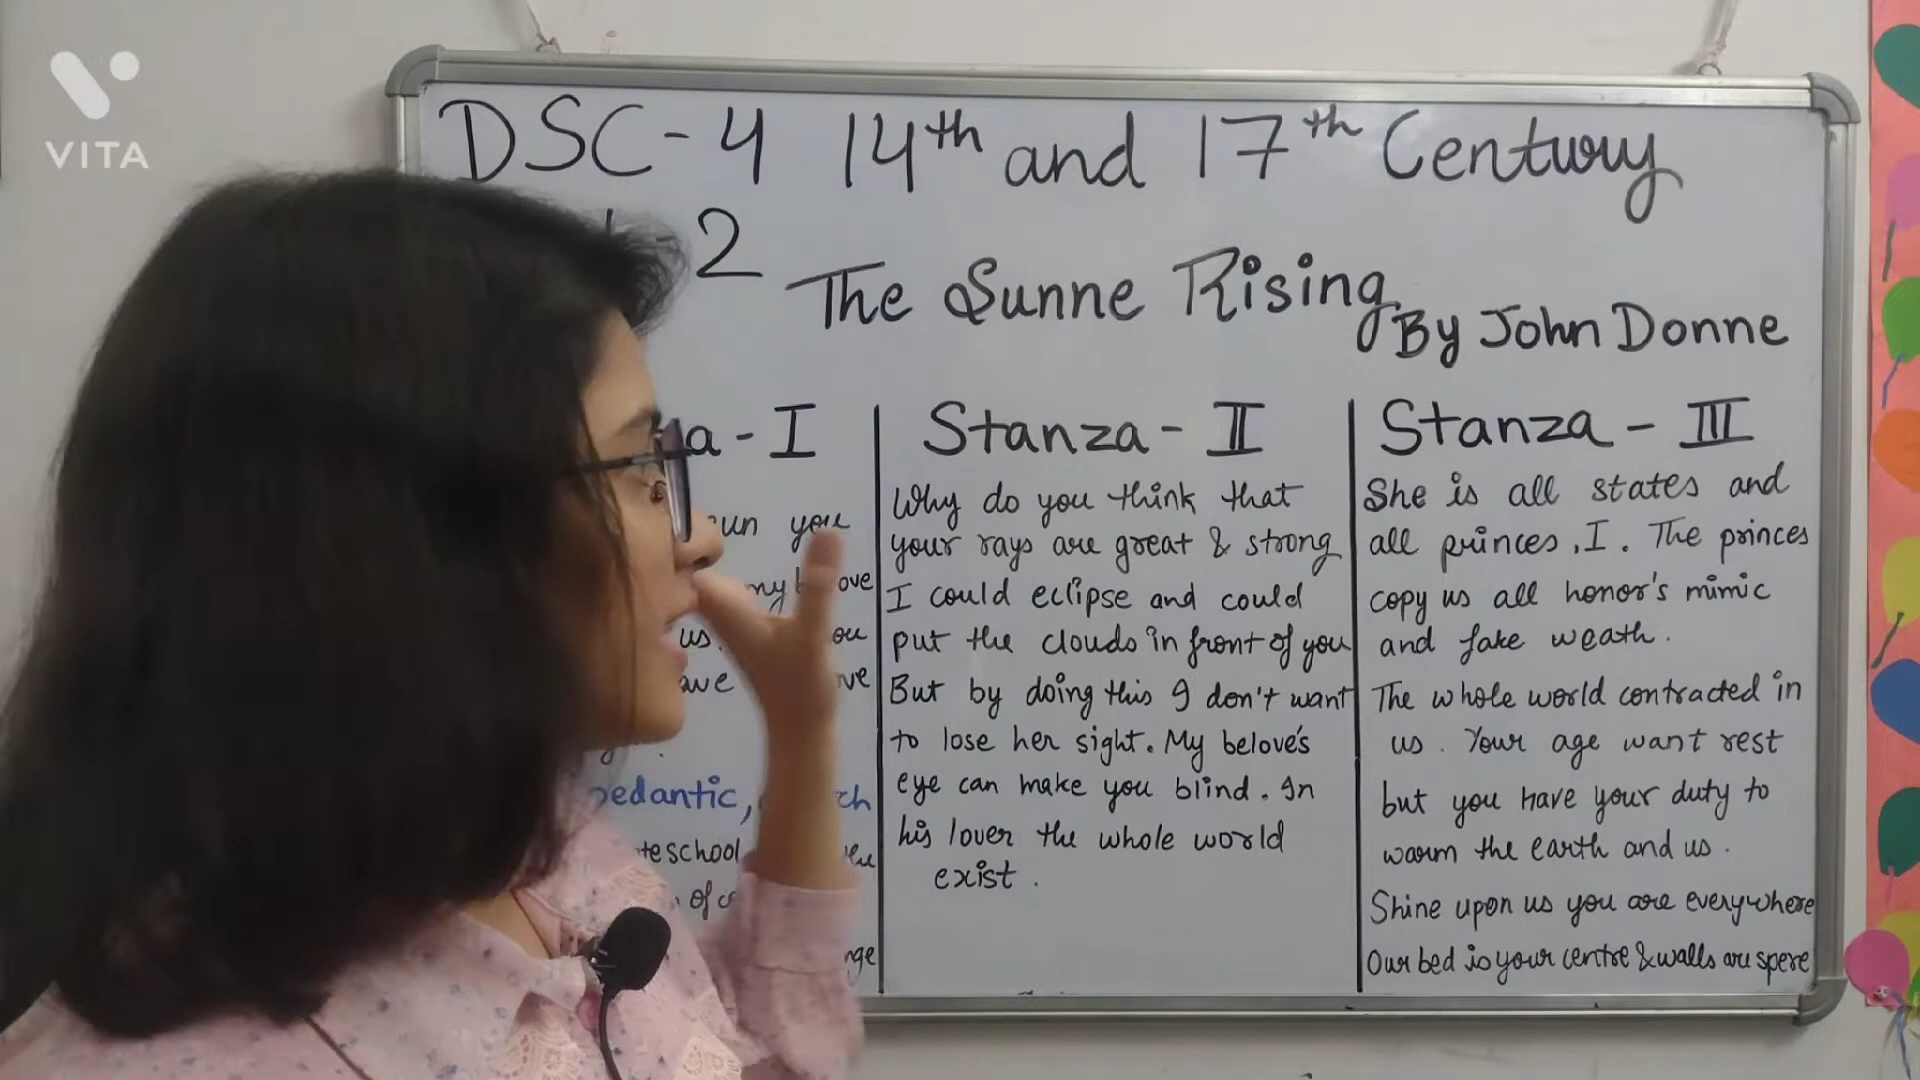 VITA
DSC-4 14th and 17th Century
2
The Sunne Rising
By John Donne
a - I
sun you
my
us.
pedantic,
school
of
Stanza - II
Why do you think that
your rays are great & strong
I could eclipse and could
put the clouds in front of you
But by doing this I don't want
to lose her sight. My belove's
eye can make you blind. In
his lover the whole world
exist.
Stanza - III
She is all states and
all princes, I. The princes
copy us all honor's mimic
and fake weath.
The whole world contracted in
us. Your age want rest
but you have your duty to
warm the earth and us.
Shine upon us you are everywhere
Our bed is your centre & walls are spere